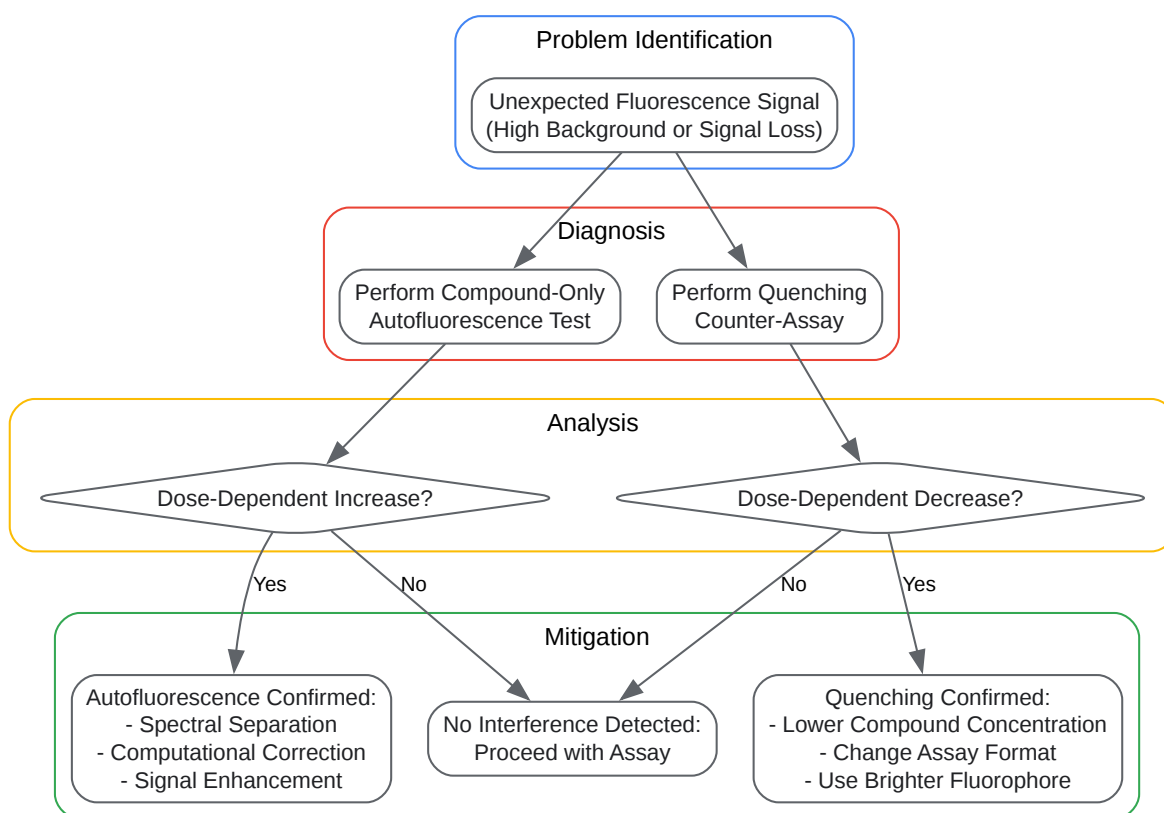 Problem Identification
Unexpected Fluorescence Signal
(High Background or Signal Loss)
Diagnosis
Perform Compound-Only
Autofluorescence Test
Perform Quenching
Counter-Assay
Analysis
Dose-Dependent Increase?
Dose-Dependent Decrease?
Yes
No
No
Yes
Mitigation
Autofluorescence Confirmed:
- Spectral Separation
- Computational Correction
- Signal Enhancement
No Interference Detected:
Proceed with Assay
Quenching Confirmed:
- Lower Compound Concentration
- Change Assay Format
- Use Brighter Fluorophore